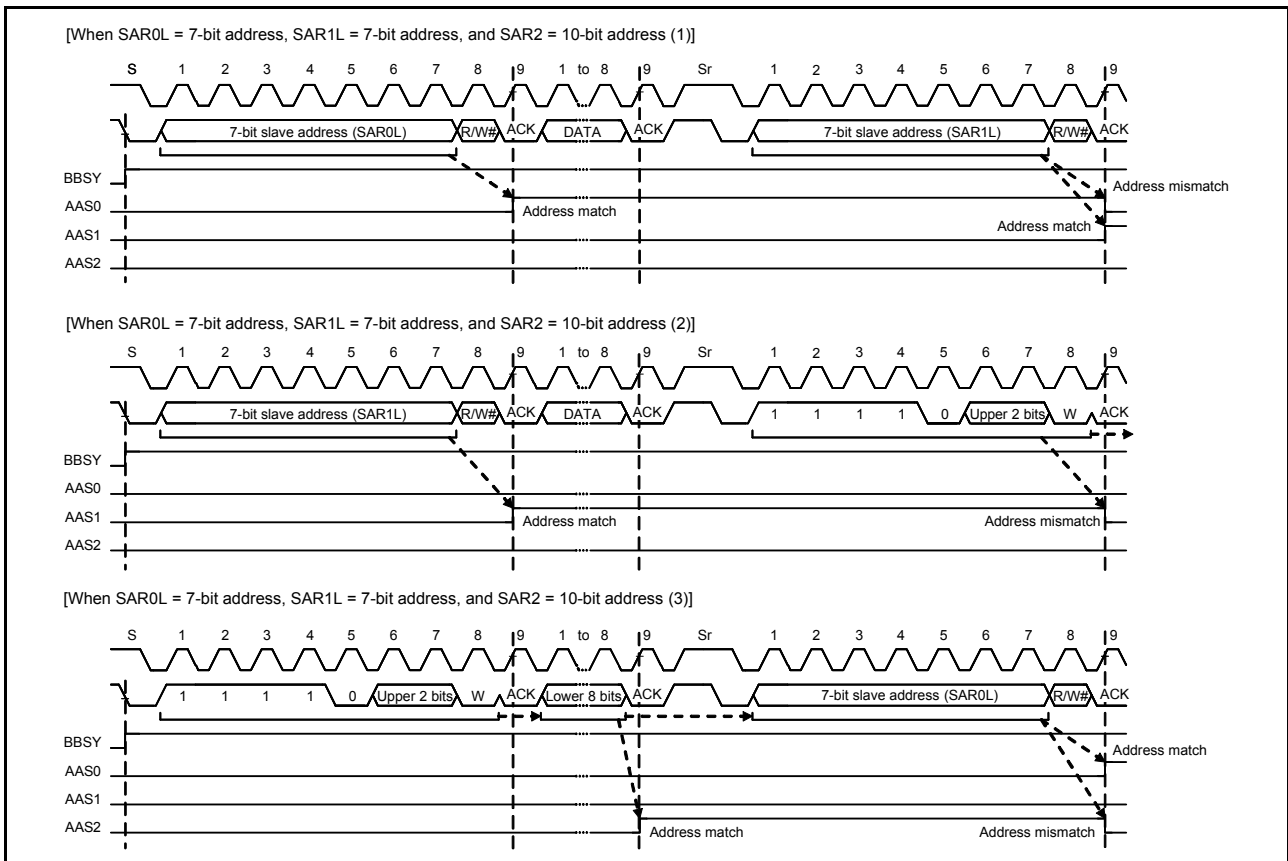 [When SAR0L = 7-bit address, SAR1L = 7-bit address, and SAR2 = 10-bit address (1)]
S 1 2 3 4 5 6 7 8 9 1 to 8 9 Sr 1 2 3 4 5 6 7 8 9
7-bit slave address (SAR0L) R/W# ACK DATA ACK 7-bit slave address (SAR1L) R/W# ACK
BBSY
Address mismatch
AAS0
Address match
Address match
AAS1
AAS2
[When SAR0L = 7-bit address, SAR1L = 7-bit address, and SAR2 = 10-bit address (2)]
S 1 2 3 4 5 6 7 8 9 1 to 8 9 Sr 1 2 3 4 5 6 7 8 9
7-bit slave address (SAR1L) R/W# ACK DATA ACK 1 1 1 1 0 Upper 2 bits W ACK
BBSY
AAS0
AAS1
Address match Address mismatch
AAS2
[When SAR0L = 7-bit address, SAR1L = 7-bit address, and SAR2 = 10-bit address (3)]
S 1 2 3 4 5 6 7 8 9 1 to 8 9 Sr 1 2 3 4 5 6 7 8 9
1 1 1 1 0 Upper 2 bits W ACK Lower 8 bits ACK 7-bit slave address (SAR0L) R/W# ACK
BBSY
Address match
AAS0
AAS1
AAS2
Address match Address mismatch